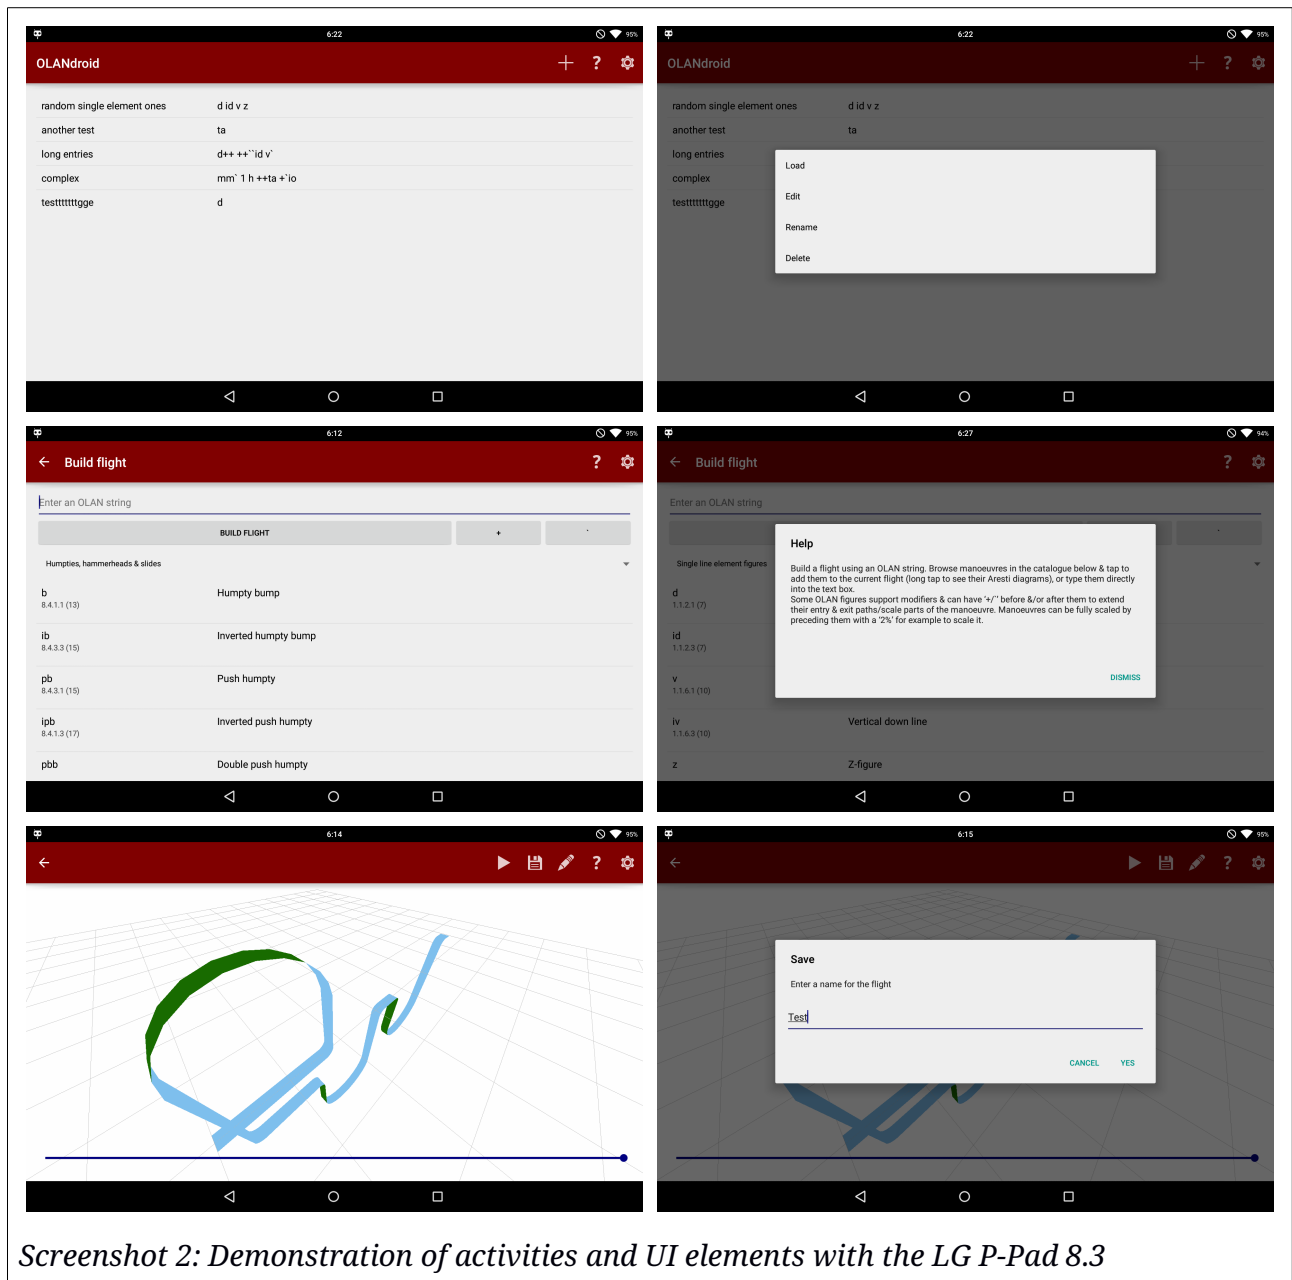 6:22
95%
OLANdroid
?
random single element ones d id v z
another test ta
long entries d++ ++``id v`
complex mm` 1 h ++ta +`io
testttttttgge d
6:22
95%
OLANdroid
?
random single element ones d id v z
another test ta
long entries
complex
testttttttgge
Load
Edit
Rename
Delete
6:12
95%
Build flight
?
Enter an OLAN string
BUILD FLIGHT + `
Humpties, hammerheads & slides
b Humpty bump
8.4.1.1 (13)
ib Inverted humpty bump
8.4.3.3 (15)
pb Push humpty
8.4.3.1 (15)
ipb Inverted push humpty
8.4.1.3 (17)
pbb Double push humpty
6:27
94%
Build flight
?
Enter an OLAN string
`
Single line element figures
d
1.1.2.1 (7)
id
1.1.2.3 (7)
v
1.1.6.1 (10)
iv Vertical down line
1.1.6.3 (10)
z Z-figure
Help
Build a flight using an OLAN string. Browse manoeuvres in the catalogue below & tap to
add them to the current flight (long tap to see their Aresti diagrams), or type them directly
into the text box.
Some OLAN figures support modifiers & can have '+/`' before &/or after them to extend
their entry & exit paths/scale parts of the manoeuvre. Manoeuvres can be fully scaled by
preceding them with a '2%' for example to scale it.
DISMISS
6:14
95%
?
6:15
95%
?
Save
Enter a name for the flight
Test
CANCEL YES
Screenshot 2: Demonstration of activities and UI elements with the LG P-Pad 8.3